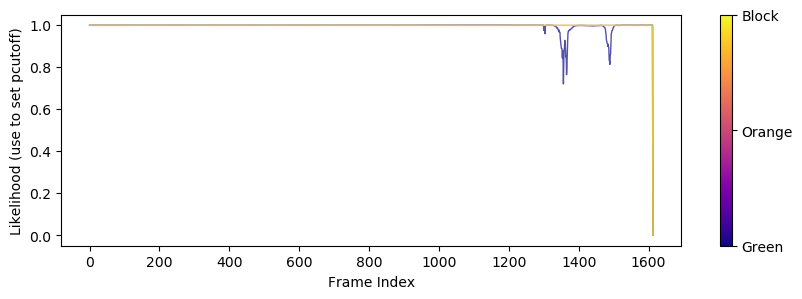 1.0
0.8
0.6
0.4
0.2
0.0
Likelihood (use to set pcutoff)
0 200 400 600 800 1000 1200 1400 1600
Frame Index
Block
Orange
Green